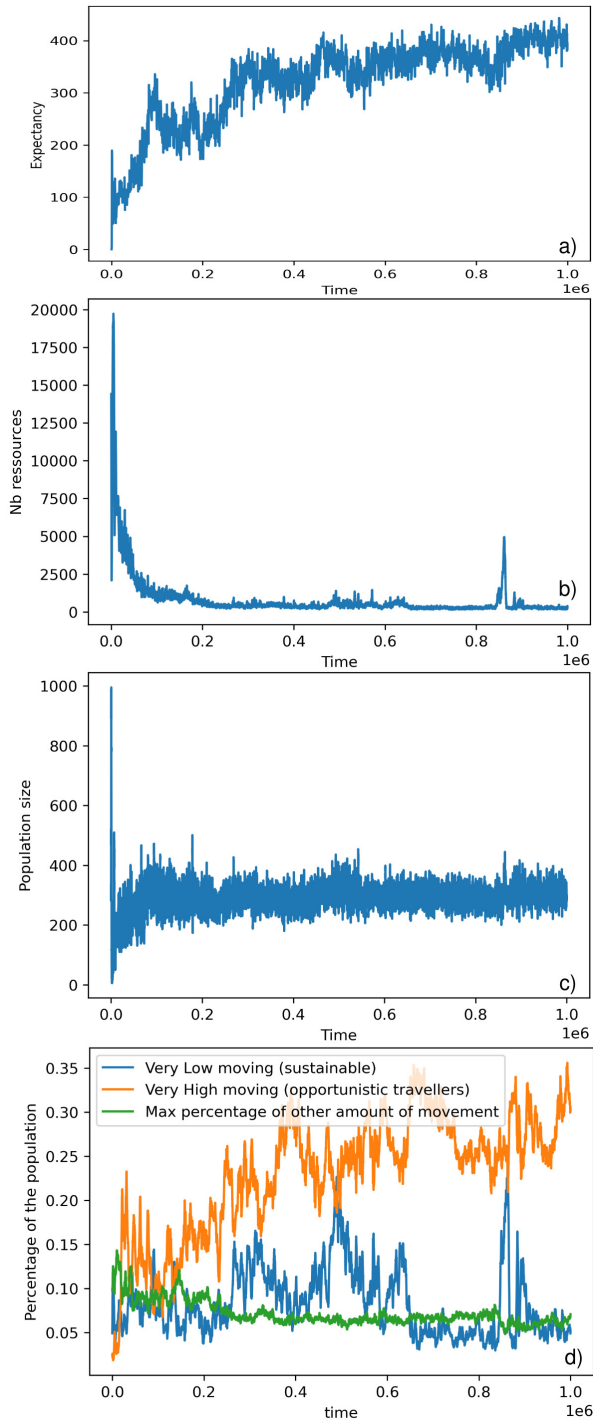 400
300
200
100
0
Expectancy
a)
0.0 0.2 0.4 0.6 0.8 1.0
Time
1e6
20000
17500
15000
12500
10000
7500
5000
2500
0
Nb ressources
b)
0.0 0.2 0.4 0.6 0.8 1.0
Time
1e6
1000
800
600
400
200
0
Population size
c)
0.0 0.2 0.4 0.6 0.8 1.0
Time
1e6
Very Low moving (sustainable)
Very High moving (opportunistic travellers)
Max percentage of other amount of movement
0.35
0.30
0.25
0.20
0.15
0.10
0.05
Percentage of the population
d)
0.0 0.2 0.4 0.6 0.8 1.0
time
1e6